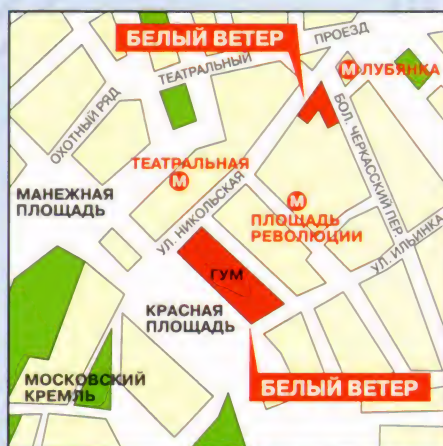 БЕЛЫЙ ВЕТЕР
ПРОЕЗД
ТЕАТРАЛЬНЫЙ
М ЛУБЯНКА
ОХОТНЫЙ РЯД
БОЛ. ЧЕРКАССКИЙ ПЕР.
ТЕАТРАЛЬНАЯ
М
МАНЕЖНАЯ
ПЛОЩАДЬ
УЛ. НИКОЛЬСКАЯ
М
ПЛОЩАДЬ
РЕВОЛЮЦИИ
УЛ. ИЛЬИНКА
ГУМ
КРАСНАЯ
ПЛОЩАДЬ
МОСКОВСКИЙ
КРЕМЛЬ
БЕЛЫЙ ВЕТЕР